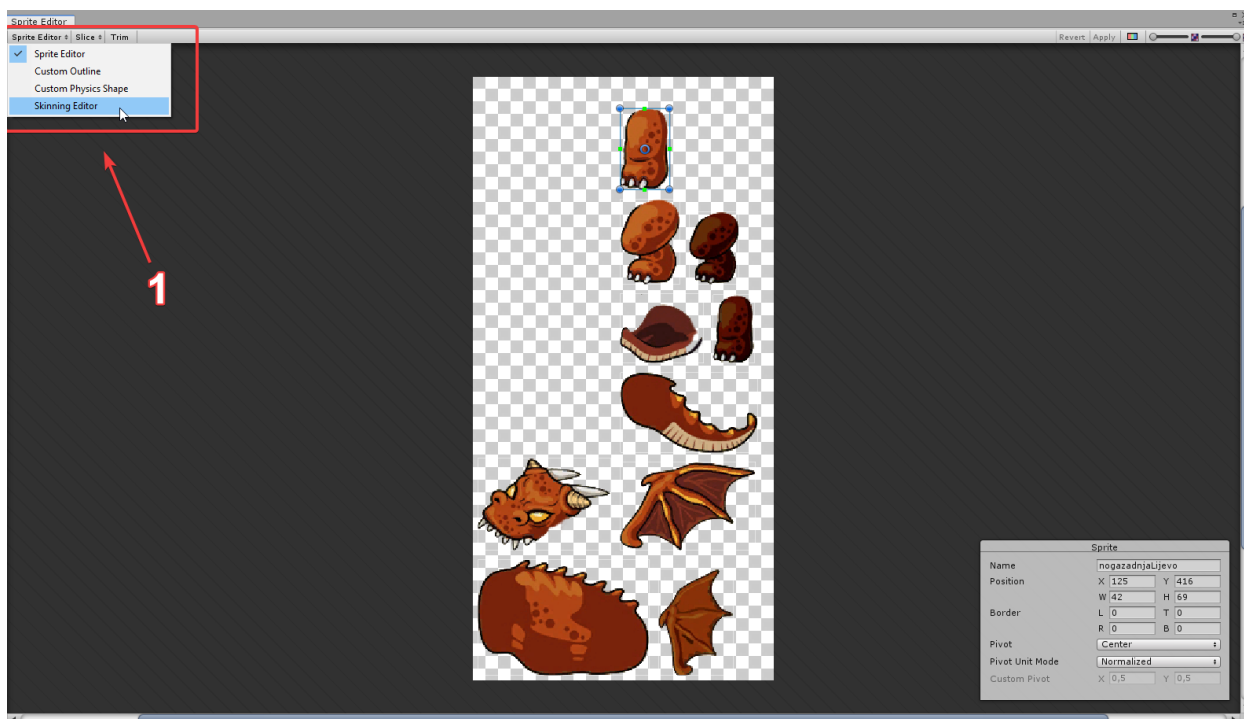 Sprite Editor
Sprite Editor Slice Trim Revert Apply
Sprite Editor
Custom Outline
Custom Physics Shape
Skinning Editor
1
Sprite
Name nogazadnjaLijevo
Position X 125 Y 416
W 42 H 69
Border L 0 T 0
R 0 B 0
Pivot Center
Pivot Unit Mode Normalized
Custom Pivot X 0,5 Y 0,5